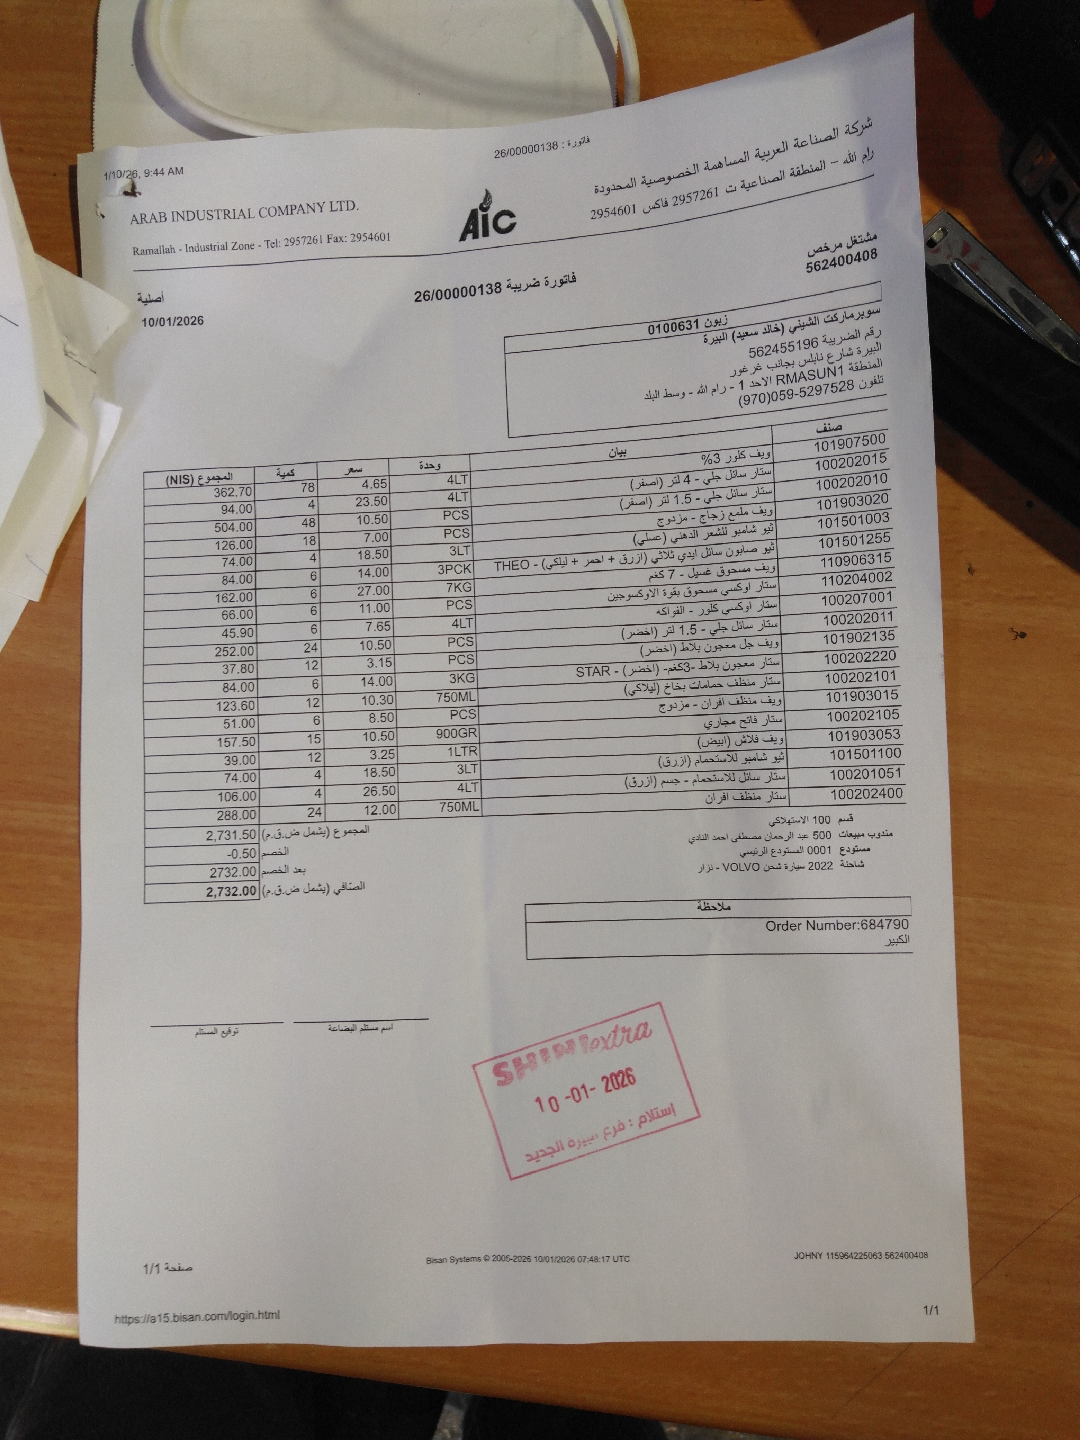 1/10/26, 9:44 AM
فاتورة : 26/00000138
ARAB INDUSTRIAL COMPANY LTD.
Ramallah - Industrial Zone - Tel: 2957261 Fax: 2954601
AiC
شركة الصناعة العربية المساهمة الخصوصية المحدودة
رام الله – المنطقة الصناعية ت 2957261 فاكس 2954601
مشتغل مرخص
562400408
فاتورة ضريبة 26/00000138
أصلية
10/01/2026
زبون 0100631
سوبرماركت الشيني (خالد سعيد) البيرة
رقم الضريبة 562455196
البيرة شارع نابلس بجانب غرغور
المنطقة RMASUN1 الاحد 1 - رام الله - وسط البلد
تلفون 059-5297528(970)
صنف بيان وحدة سعر كمية المجموع (NIS)
101907500 ويف كلور 3% 4LT 4.65 78 362.70
100202015 ستار سائل جلي - 4 لتر (اصفر) 4LT 23.50 4 94.00
100202010 ستار سائل جلي - 1.5 لتر (اصفر) PCS 10.50 48 504.00
101903020 ويف ملمع زجاج - مزدوج PCS 7.00 18 126.00
101501003 ثيو شامبو للشعر الدهني (عسلي) 3LT 18.50 4 74.00
101501255 ثيو صابون سائل ايدي ثلاثي (ازرق + احمر + ليلكي) - THEO 3PCK 14.00 6 84.00
110906315 ويف مسحوق غسيل - 7 كغم 7KG 27.00 6 162.00
110204002 ستار اوكسي مسحوق بقوة الاوكسوجين PCS 11.00 6 66.00
100207001 ستار اوكسي كلور - الفواكه 4LT 7.65 6 45.90
100202011 ستار سائل جلي - 1.5 لتر (اخضر) PCS 10.50 24 252.00
101902135 ويف جل معجون بلاط (اخضر) PCS 3.15 12 37.80
100202220 ستار معجون بلاط -3كغم- (اخضر) - STAR 3KG 14.00 6 84.00
100202101 ستار منظف حمامات بخاخ (ليلاكي) 750ML 10.30 12 123.60
101903015 ويف منظف افران - مزدوج PCS 8.50 6 51.00
100202105 ستار فاتح مجاري 900GR 10.50 15 157.50
101903053 ويف فلاش (ابيض) 1LTR 3.25 12 39.00
101501100 ثيو شامبو للاستحمام (ازرق) 3LT 18.50 4 74.00
100201051 ستار سائل للاستحمام - جسم (ازرق) 4LT 26.50 4 106.00
100202400 ستار منظف افران 750ML 12.00 24 288.00
المجموع (يشمل ض.ق.م) 2,731.50
الخصم -0.50
بعد الخصم 2732.00
الصافي (يشمل ض.ق.م) 2,732.00
قسم 100 الاستهلاكي
مندوب مبيعات 500 عبد الرحمان مصطفى احمد النادي
مستودع 0001 المستودع الرئيسي
شاحنة 2022 سيارة شحن VOLVO - نزار
ملاحظة
Order Number:684790
الكبير
اسم مستلم البضاعة
توقيع المستلم
SHINI extra
10-01-2026
إستلام : فرع البيرة الجديد
صفحة 1/1
Bisan Systems © 2005-2026 10/01/2026 07:48:17 UTC
JOHNY 115964225063 562400408
https://a15.bisan.com/login.html
1/1